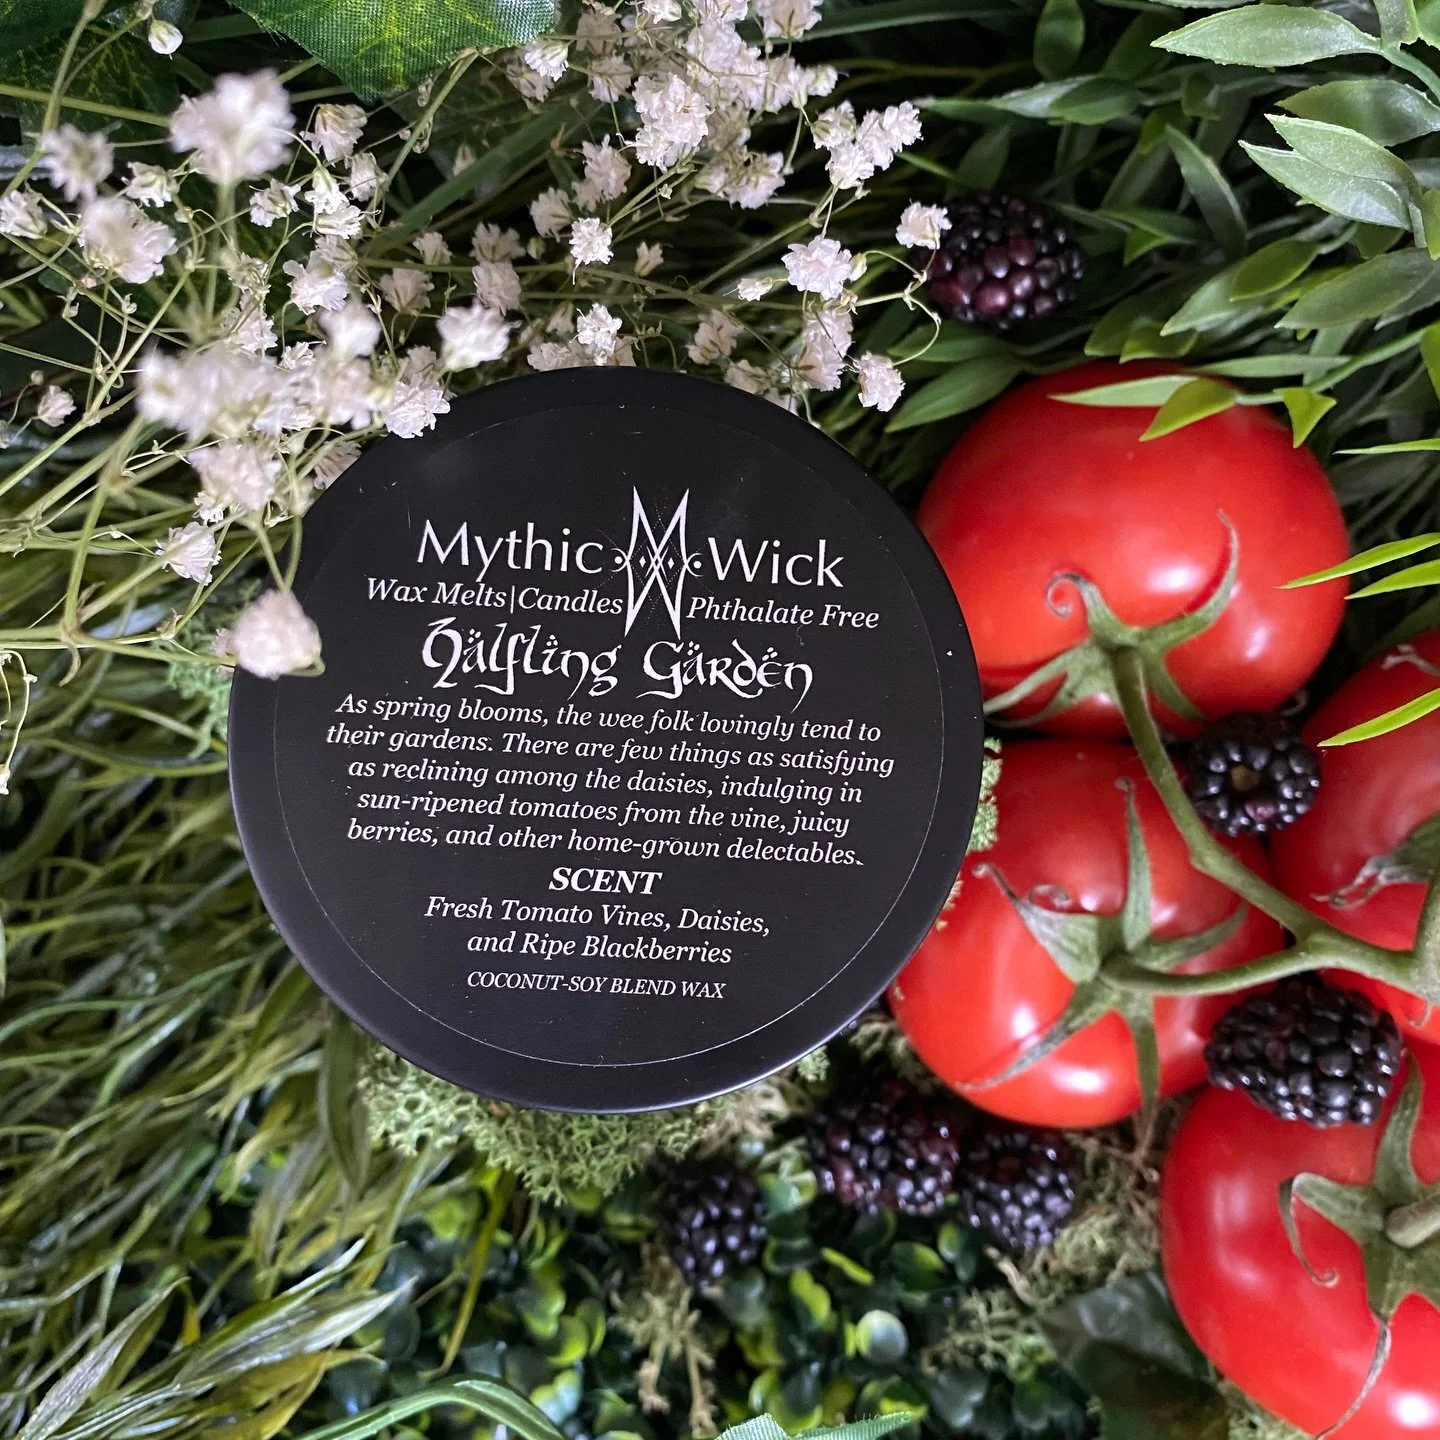 Mythic Wick
Wax Melts|Candles Phthalate Free
Hälflïng Gärdën
As spring blooms, the wee folk lovingly tend to
their gardens. There are few things as satisfying
as reclining among the daisies, indulging in
sun-ripened tomatoes from the vine, juicy
berries, and other home-grown delectables.
SCENT
Fresh Tomato Vines, Daisies,
and Ripe Blackberries
COCONUT-SOY BLEND WAX